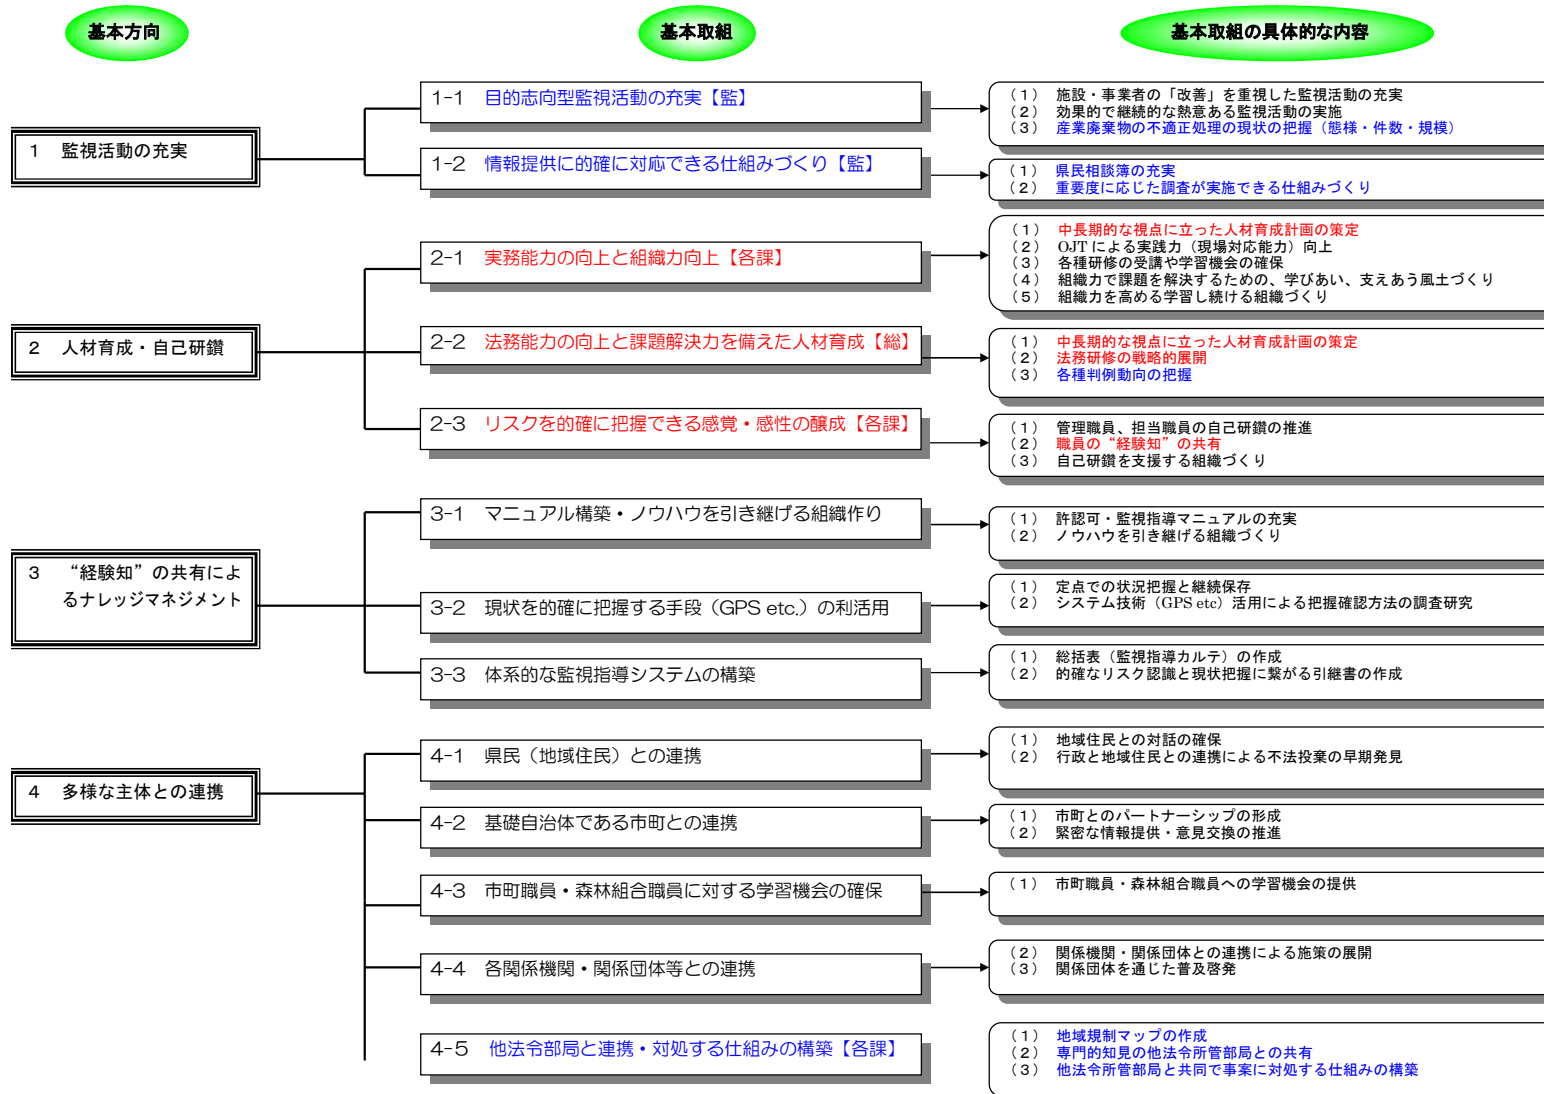 基本方向
基本取組
基本取組の具体的な内容
1 監視活動の充実
1-1 目的志向型監視活動の充実【監】
(1) 施設・事業者の「改善」を重視した監視活動の充実
(2) 効果的で継続的な熱意ある監視活動の実施
(3) 産業廃棄物の不適正処理の現状の把握（態様・件数・規模）
1-2 情報提供に的確に対応できる仕組みづくり【監】
(1) 県民相談簿の充実
(2) 重要度に応じた調査が実施できる仕組みづくり
2 人材育成・自己研鑽
2-1 実務能力の向上と組織力向上【各課】
(1) 中長期的な視点に立った人材育成計画の策定
(2) OJTによる実践力（現場対応能力）向上
(3) 各種研修の受講や学習機会の確保
(4) 組織力で課題を解決するための、学びあい、支えあう風土づくり
(5) 組織力を高める学習し続ける組織づくり
2-2 法務能力の向上と課題解決力を備えた人材育成【総】
(1) 中長期的な視点に立った人材育成計画の策定
(2) 法務研修の戦略的展開
(3) 各種判例動向の把握
2-3 リスクを的確に把握できる感覚・感性の醸成【各課】
(1) 管理職員、担当職員の自己研鑽の推進
(2) 職員の“経験知”の共有
(3) 自己研鑽を支援する組織づくり
3 “経験知”の共有によ
るナレッジマネジメント
3-1 マニュアル構築・ノウハウを引き継げる組織作り
(1) 許認可・監視指導マニュアルの充実
(2) ノウハウを引き継げる組織づくり
3-2 現状を的確に把握する手段（GPS etc.）の利活用
(1) 定点での状況把握と継続保存
(2) システム技術（GPS etc）活用による把握確認方法の調査研究
3-3 体系的な監視指導システムの構築
(1) 総括表（監視指導カルテ）の作成
(2) 的確なリスク認識と現状把握に繋がる引継書の作成
4 多様な主体との連携
4-1 県民（地域住民）との連携
(1) 地域住民との対話の確保
(2) 行政と地域住民との連携による不法投棄の早期発見
4-2 基礎自治体である市町との連携
(1) 市町とのパートナーシップの形成
(2) 緊密な情報提供・意見交換の推進
4-3 市町職員・森林組合職員に対する学習機会の確保
(1) 市町職員・森林組合職員への学習機会の提供
4-4 各関係機関・関係団体等との連携
(2) 関係機関・関係団体との連携による施策の展開
(3) 関係団体を通じた普及啓発
4-5 他法令部局と連携・対処する仕組みの構築【各課】
(1) 地域規制マップの作成
(2) 専門的知見の他法令所管部局との共有
(3) 他法令所管部局と共同で事案に対処する仕組みの構築